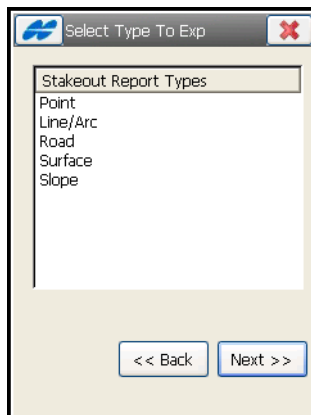 Select Type To Exp
Stakeout Report Types
Point
Line/Arc
Road
Surface
Slope
<< Back Next >>